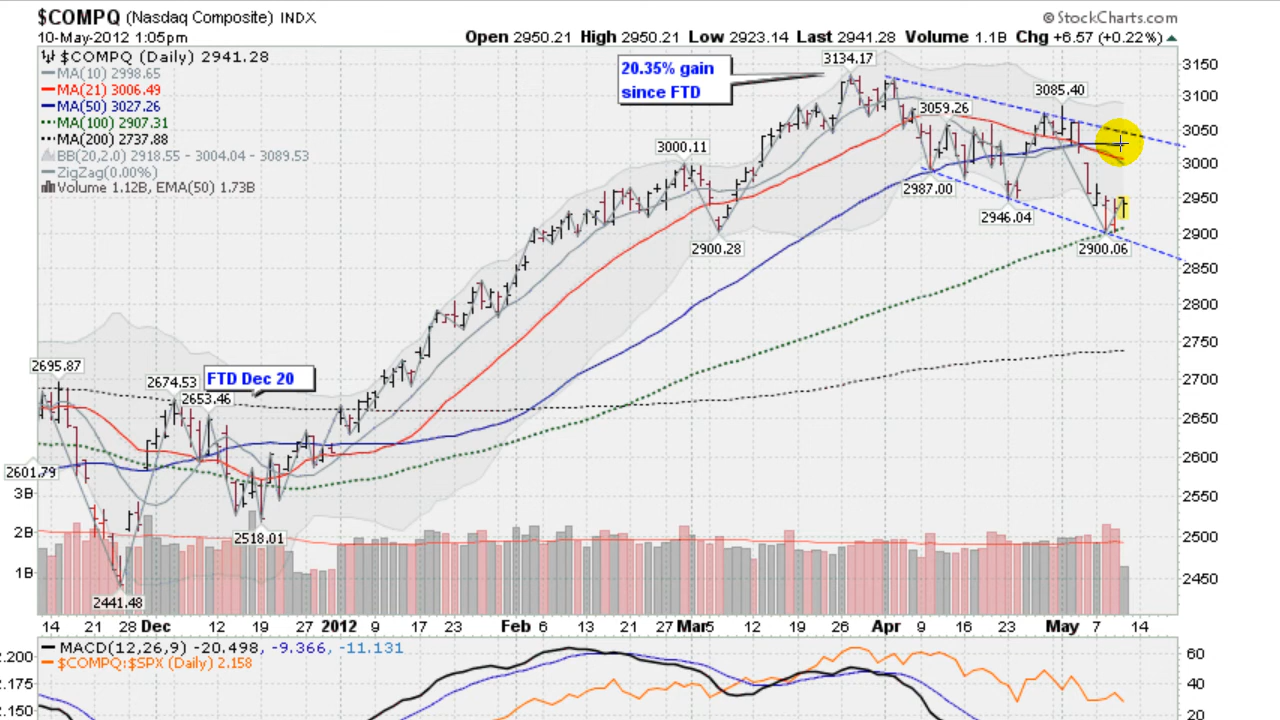 $COMPQ (Nasdaq Composite) INDX
© StockCharts.com
10-May-2012 1:05pm
Open 2950.21 High 2950.21 Low 2923.14 Last 2941.28 Volume 1.1B Chg +6.57 (+0.22%)
$COMPQ (Daily) 2941.28
MA(10) 2998.65
MA(21) 3006.49
MA(50) 3027.26
MA(100) 2907.31
MA(200) 2737.88
BB(20,2.0) 2918.55 - 3004.04 - 3089.53
ZigZag(0.00%)
Volume 1.12B, EMA(50) 1.73B
20.35% gain
since FTD
3134.17
3085.40
3059.26
3000.11
2987.00
2946.04
2900.28
2900.06
2695.87
2674.53
FTD Dec 20
2653.46
2601.79
2518.01
2441.48
3150
3100
3050
3000
2950
2900
2850
2800
2750
2700
2650
2600
2550
2500
2450
3B
2B
1B
14 21 28 Dec 12 19 27 2012 9 17 23 Feb 6 13 21 27 Mar 5 12 19 26 Apr 9 16 23 May 7 14
MACD(12,26,9) -20.498, -9.366, -11.131
$COMPQ:$SPX (Daily) 2.158
2.200
2.175
2.150
60
40
20